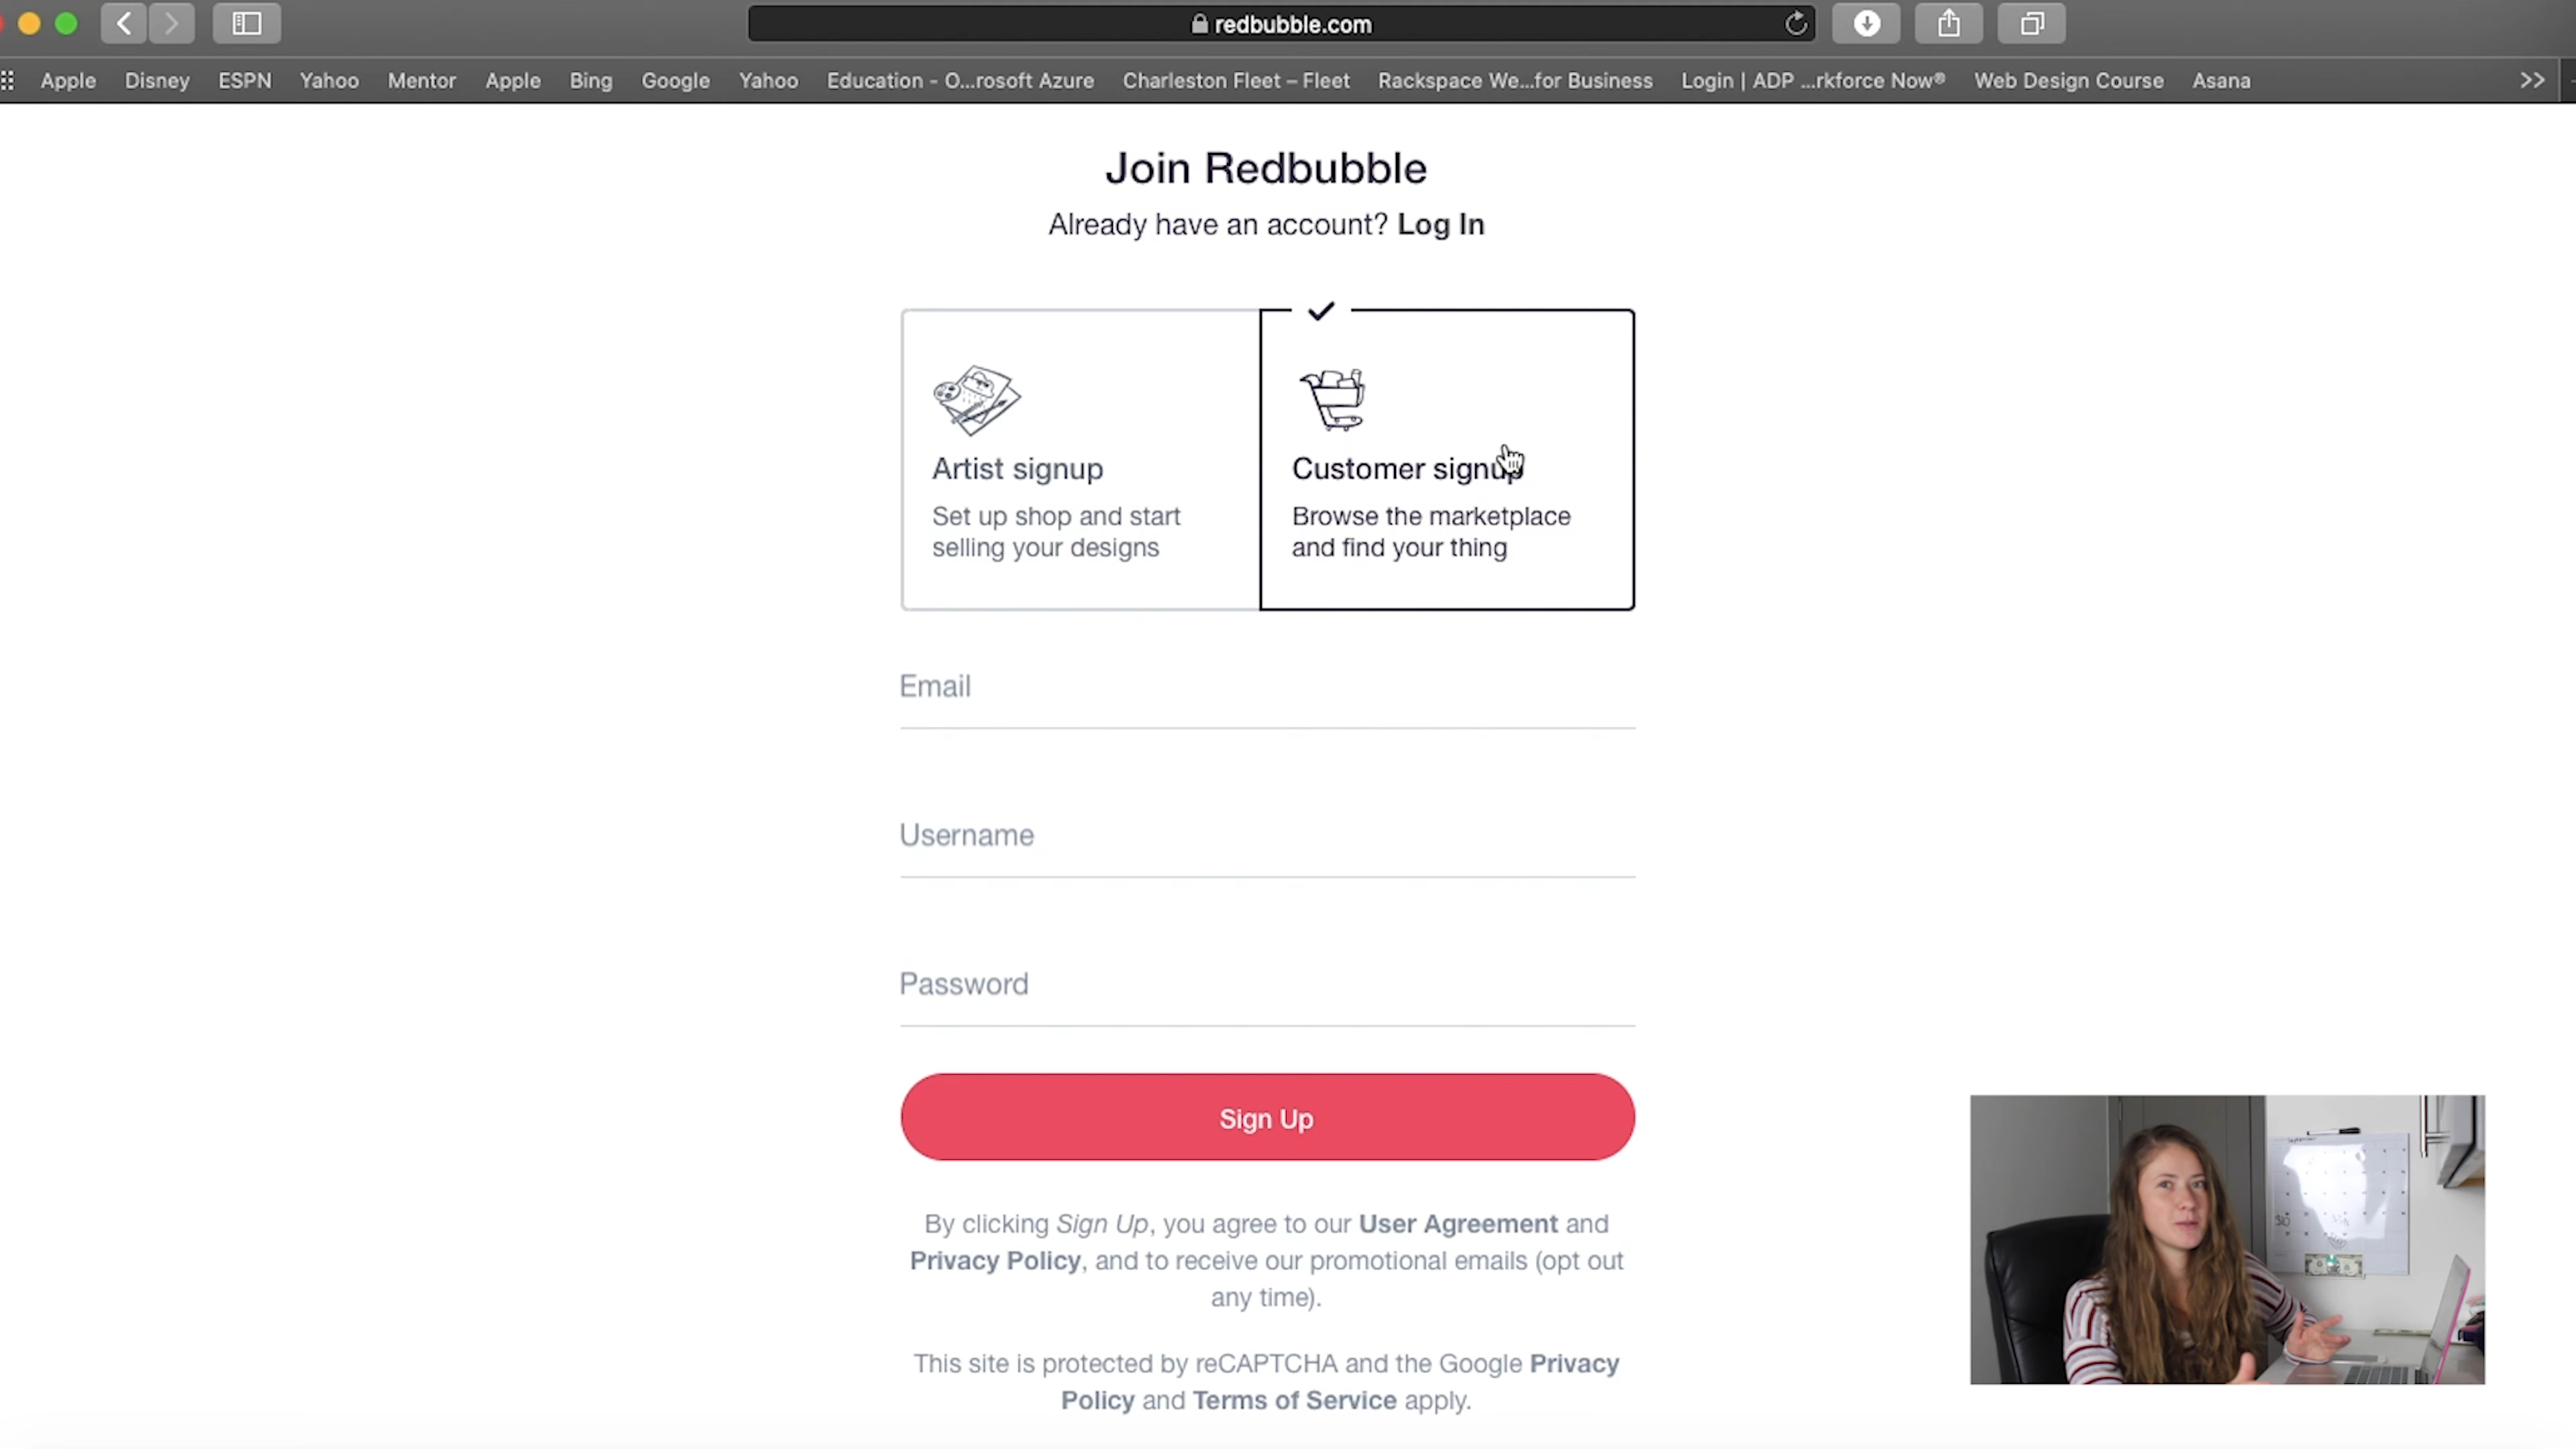 redbubble.com
Apple Disney ESPN Yahoo Mentor Apple Bing Google Yahoo Education - O...rosoft Azure Charleston Fleet – Fleet Rackspace We...for Business Login | ADP ...rkforce Now® Web Design Course Asana
Join Redbubble
Already have an account? Log In
Artist signup
Set up shop and start
selling your designs
Customer signup
Browse the marketplace
and find your thing
Email
Username
Password
Sign Up
By clicking Sign Up, you agree to our User Agreement and
Privacy Policy, and to receive our promotional emails (opt out
any time).
This site is protected by reCAPTCHA and the Google Privacy
Policy and Terms of Service apply.